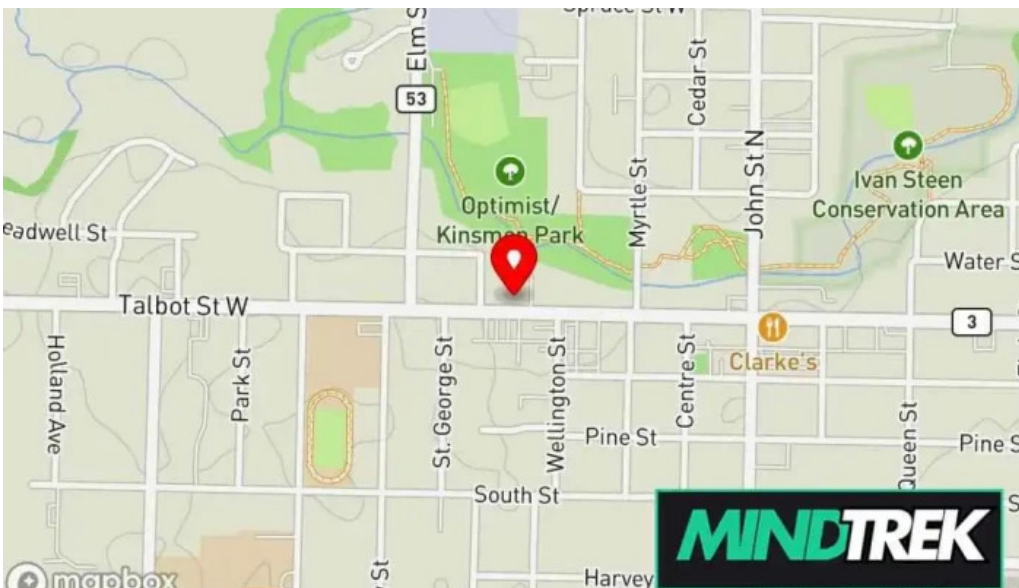 Spruce St W
Elm S
53
Cedar St
John St N
Myrtle St
Optimist/
Kinsmen Park
Ivan Steen
Conservation Area
eadwell St
Water S
Talbot St W
3
Clarke's
Holland Ave
Park St
St. George St
Wellington St
Centre St
Queen St
Pine St
Pine S
South St
S
MINDTREK
mapbox
y St
Harvey